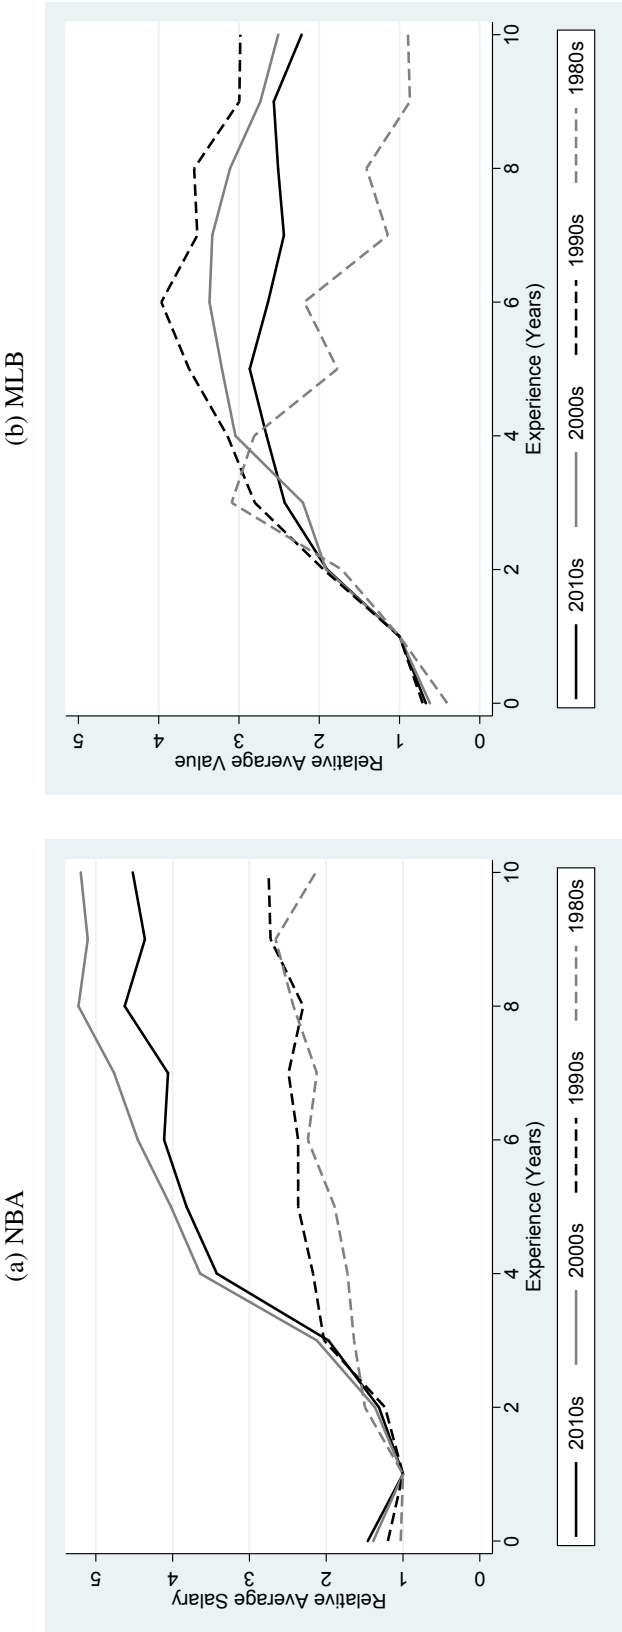 (a) NBA
5
4
3
2
1
0
Relative Average Salary
0 2 4 6 8 10
Experience (Years)
2010s 2000s 1990s 1980s
(b) MLB
5
4
3
2
1
0
Relative Average Value
0 2 4 6 8 10
Experience (Years)
2010s 2000s 1990s 1980s